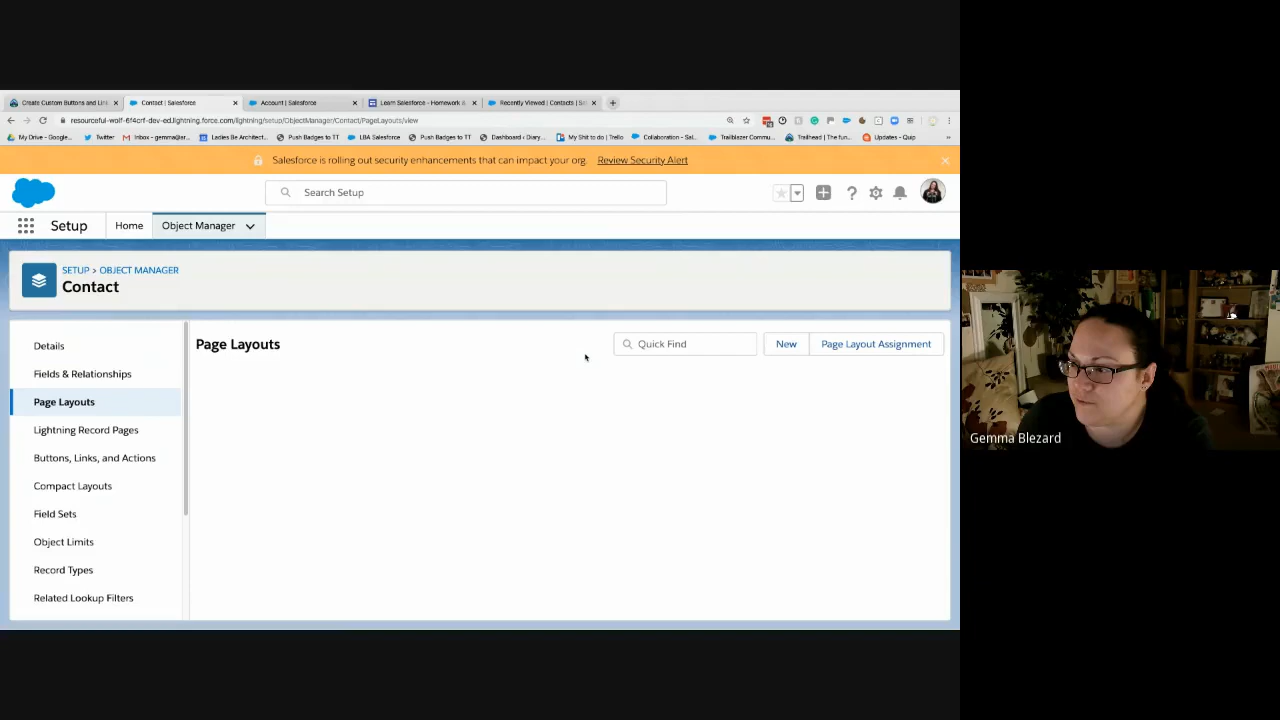 Create Custom Buttons and Link
Contact | Salesforce
Account | Salesforce
Learn Salesforce - Homework &
Recently Viewed | Contacts | Sa
resourceful-wolf-6f4crf-dev-ed.lightning.force.com/lightning/setup/ObjectManager/Contact/PageLayouts/view
My Drive - Google...
Twitter
Inbox - gemma@ar...
Ladies Be Architect...
Push Badges to TT
LBA Salesforce
Push Badges to TT
Dashboard / Diary...
My Shit to do | Trello
Collaboration - Sal...
Trailblazer Commu...
Trailhead | The fun...
Updates - Quip
Salesforce is rolling out security enhancements that can impact your org. Review Security Alert
Search Setup
Setup
Home
Object Manager
SETUP > OBJECT MANAGER
Contact
Details
Fields & Relationships
Page Layouts
Lightning Record Pages
Buttons, Links, and Actions
Compact Layouts
Field Sets
Object Limits
Record Types
Related Lookup Filters
Page Layouts
Quick Find
New
Page Layout Assignment
Gemma Blezard